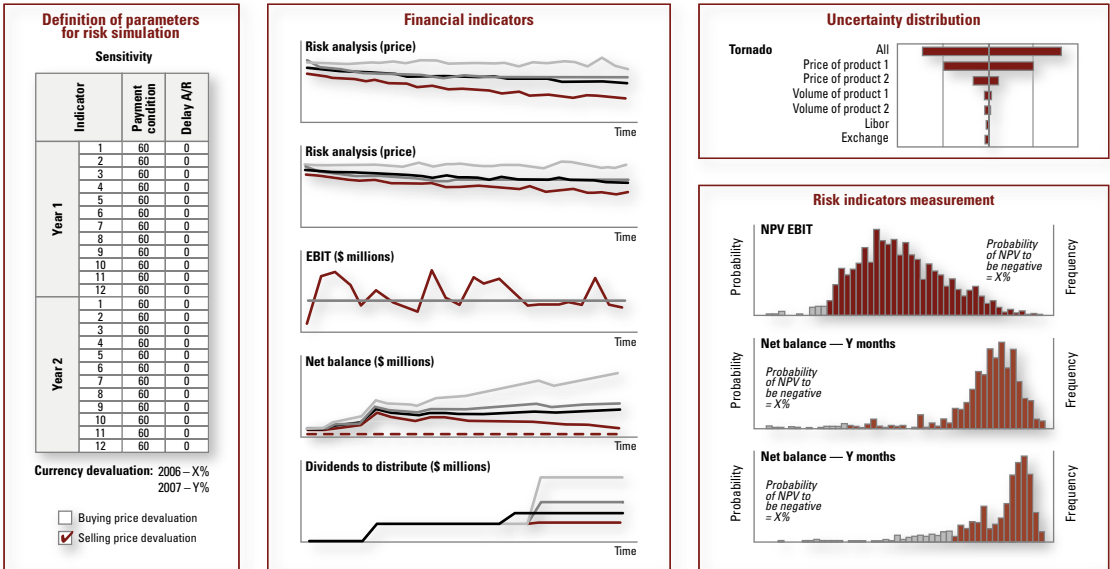 Definition of parameters
for risk simulation
Sensitivity
Indicator
Payment
condition
Delay A/R
Year 1
1 60 0
2 60 0
3 60 0
4 60 0
5 60 0
6 60 0
7 60 0
8 60 0
9 60 0
10 60 0
11 60 0
12 60 0
Year 2
1 60 0
2 60 0
3 60 0
4 60 0
5 60 0
6 60 0
7 60 0
8 60 0
9 60 0
10 60 0
11 60 0
12 60 0
Currency devaluation: 2006 – X%
2007 – Y%
Buying price devaluation
Selling price devaluation
Financial indicators
Risk analysis (price)
Time
Risk analysis (price)
Time
EBIT ($ millions)
Time
Net balance ($ millions)
Time
Dividends to distribute ($ millions)
Time
Uncertainty distribution
Tornado
All
Price of product 1
Price of product 2
Volume of product 1
Volume of product 2
Libor
Exchange
Risk indicators measurement
NPV EBIT
Probability
Probability
of NPV to
be negative
= X%
Frequency
Net balance — Y months
Probability
Probability
of NPV to
be negative
= X%
Frequency
Net balance — Y months
Probability
Probability
of NPV to
be negative
= X%
Frequency